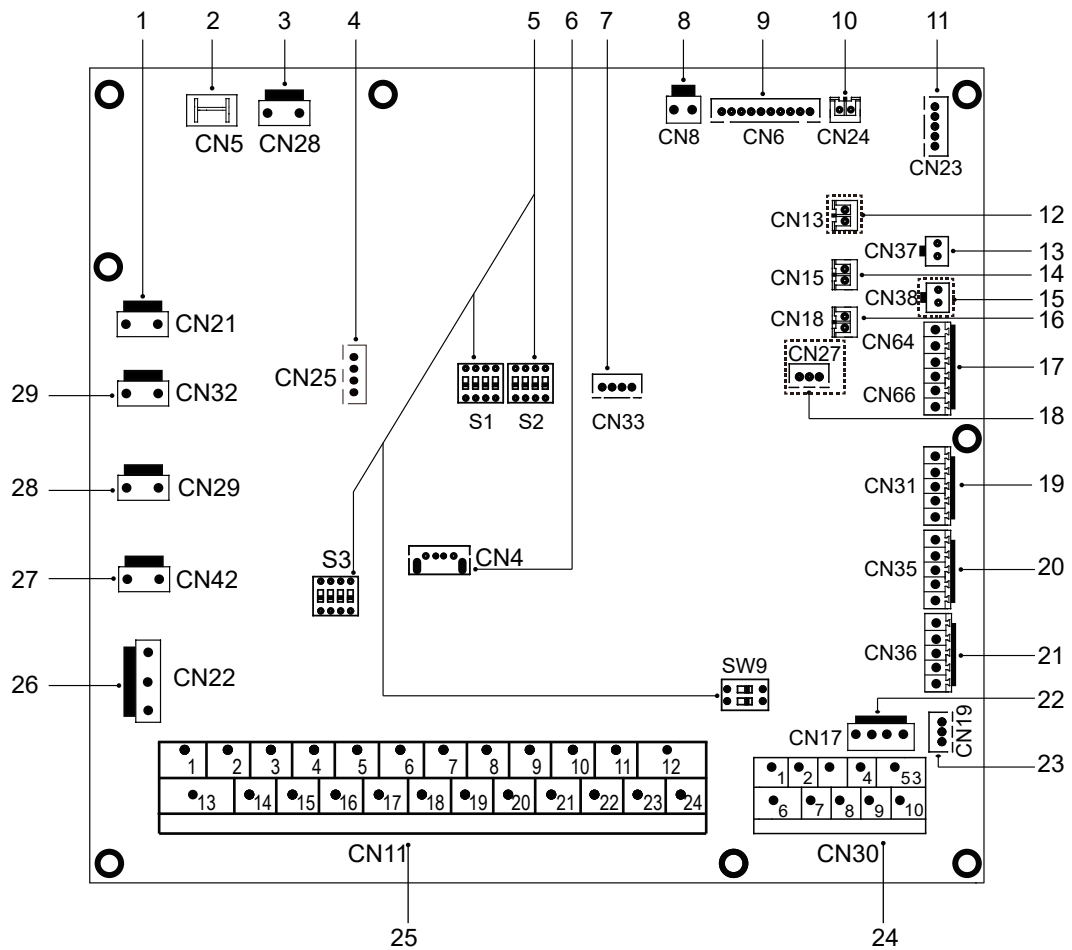 1 2 3 4 5 6 7 8 9 10 11
CN5 CN28 CN8 CN6 CN24
CN23
CN13 12
CN37 13
CN15 14
CN38 15
CN21 CN18 16
CN25 CN27 CN64 17
29 CN32 CN66
S1 S2 CN33 18
28 CN29 CN31 19
S3 CN4
27 CN42 CN35 20
26 CN22 SW9 CN36 21
22
CN17 CN19
23
1 2 3 4 5 6 7 8 9 10 11 12
1 2 4 53
13 14 15 16 17 18 19 20 21 22 23 24
6 7 8 9 10
CN11 CN30
25 24